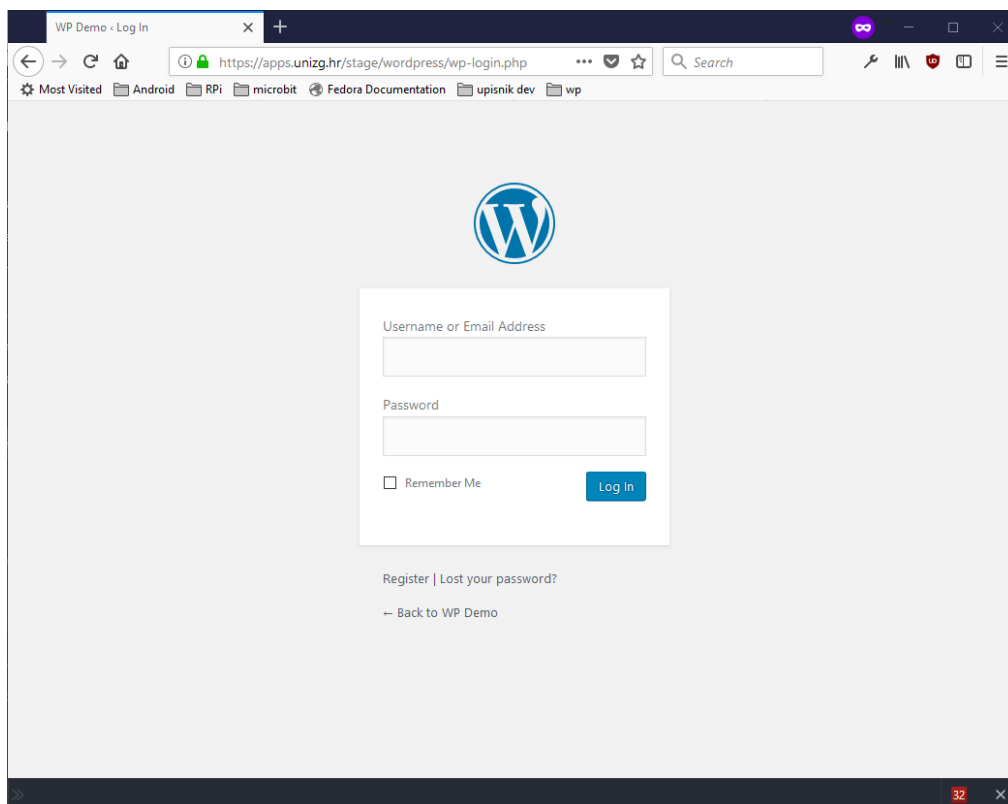 WP Demo ‹ Log In
https://apps.unizg.hr/stage/wordpress/wp-login.php
Search
Most Visited Android RPi microbit Fedora Documentation upisnik dev wp
Username or Email Address
Password
Remember Me
Log In
Register | Lost your password?
← Back to WP Demo
32